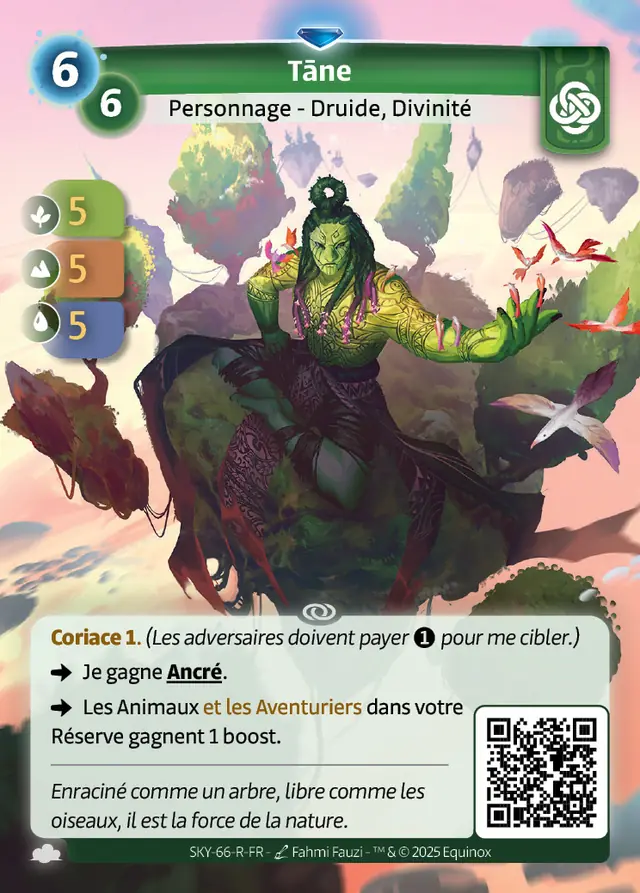 6
Tāne
6
Personnage - Druide, Divinité
5
5
5
Coriace 1. (Les adversaires doivent payer 1 pour me cibler.)
Je gagne Ancré.
Les Animaux et les Aventuriers dans votre
Réserve gagnent 1 boost.
Enraciné comme un arbre, libre comme les
oiseaux, il est la force de la nature.
SKY-66-R-FR - Fahmi Fauzi - ™ & © 2025 Equinox